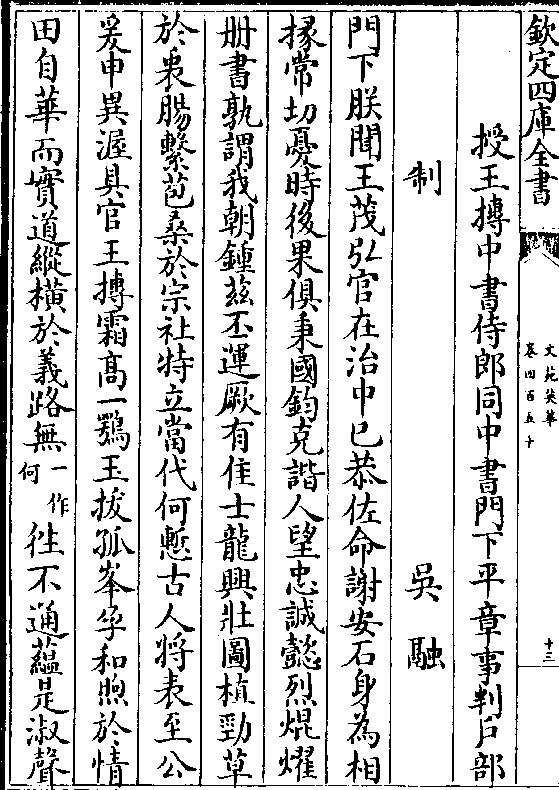 欽定四庫全書
文苑英華
卷四百五十
十三
授王摶中書侍郎同中書門下平章事判戶部
制　吳融
門下朕聞王茂弘官在治中已恭佐命謝安石身為相
掾常切憂時後果俱秉國鈞克諧人望忠誠懿烈焜燿
冊書孰謂我朝鍾茲丕運厥有佳士龍興壯圖植勁草
於衷腸繫苞桑於宗社特立當代何慙古人將表至公
爰申異渥具官王摶霜高一鶚玉拔孤峯孕和煦於情
田自華而實道縱橫於義路無一作何徃不通蘊是淑聲